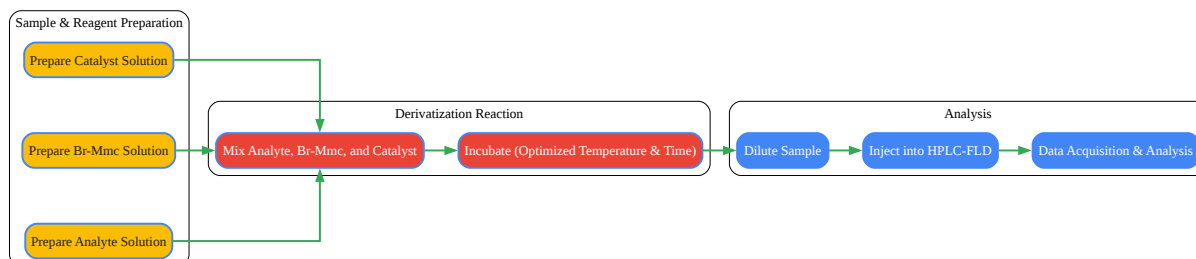 Sample & Reagent Preparation
Prepare Catalyst Solution
Prepare Br-Mmc Solution
Prepare Analyte Solution
Derivatization Reaction
Mix Analyte, Br-Mmc, and Catalyst
Incubate (Optimized Temperature & Time)
Analysis
Dilute Sample
Inject into HPLC-FLD
Data Acquisition & Analysis